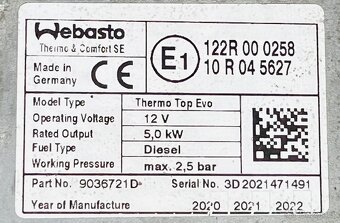 Webasto
Thermo & Comfort SE
Made in
Germany
CE
E1
122R 00 0258
10 R 04 5627
Model Type Thermo Top Evo
Operating Voltage 12 V
Rated Output 5,0 kW
Fuel Type Diesel
Working Pressure max. 2,5 bar
Part No. 9036721D Serial No. 3D2021471491
Year of Manufacture 2020 2021 2022